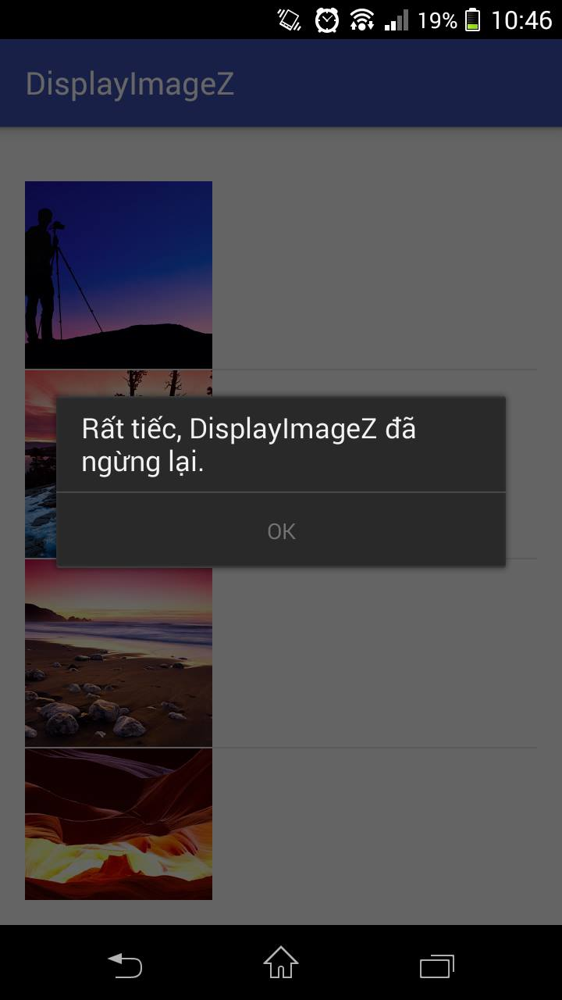 19% 10:46
DisplayImageZ
Rất tiếc, DisplayImageZ đã
ngừng lại.
OK